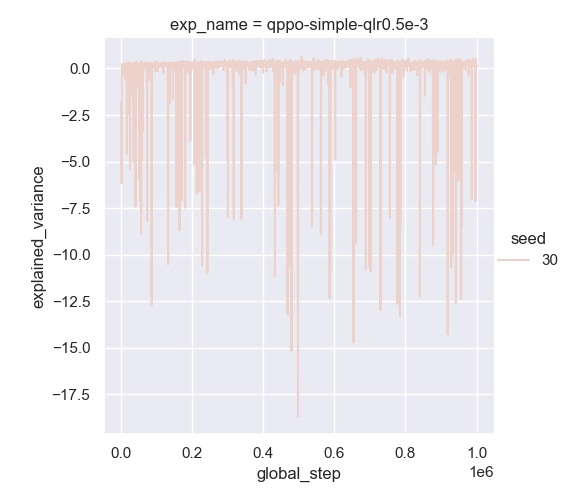 exp_name = qppo-simple-qlr0.5e-3
explained_variance
0.0
−2.5
−5.0
−7.5
−10.0
−12.5
−15.0
−17.5
0.0 0.2 0.4 0.6 0.8 1.0
1e6
global_step
seed
30